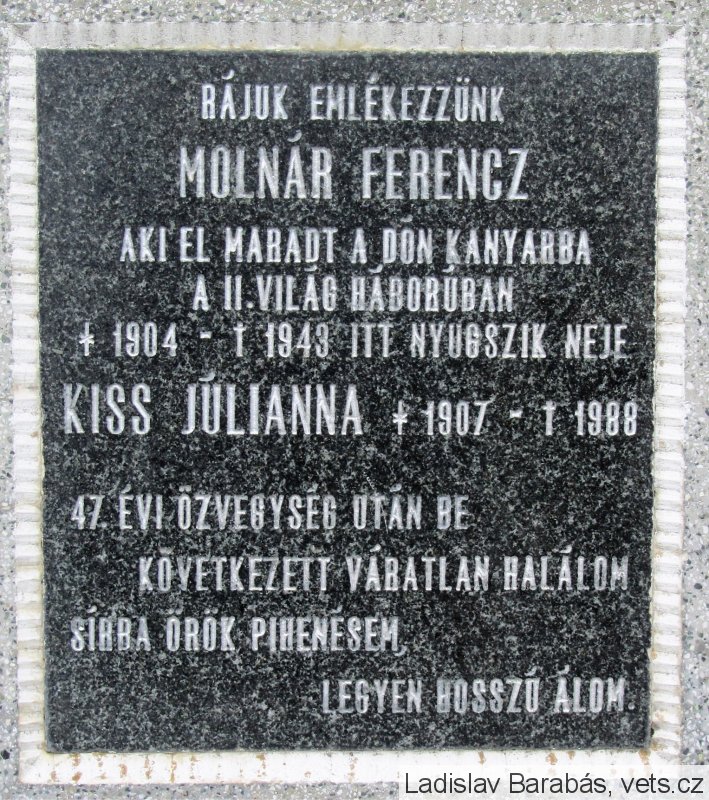 RÁJUK EMLÉKEZZÜNK
MOLNÁR FERENCZ
AKI EL MARADT A DON KANYARBA
A II. VILÁG HÁBORÚBAN
* 1904 - † 1943 ITT NYUGSZIK NEJE
KISS JÚLIANNA * 1907 - † 1988
47. ÉVI ÖZVEGYSÉG UTÁN BE
KÖVETKEZETT VÁRATLAN HALÁLOM
SÍRBA ÖRÖK PIHENÉSEM,
LEGYEN HOSSZÚ ÁLOM.
Ladislav Barabás, vets.cz